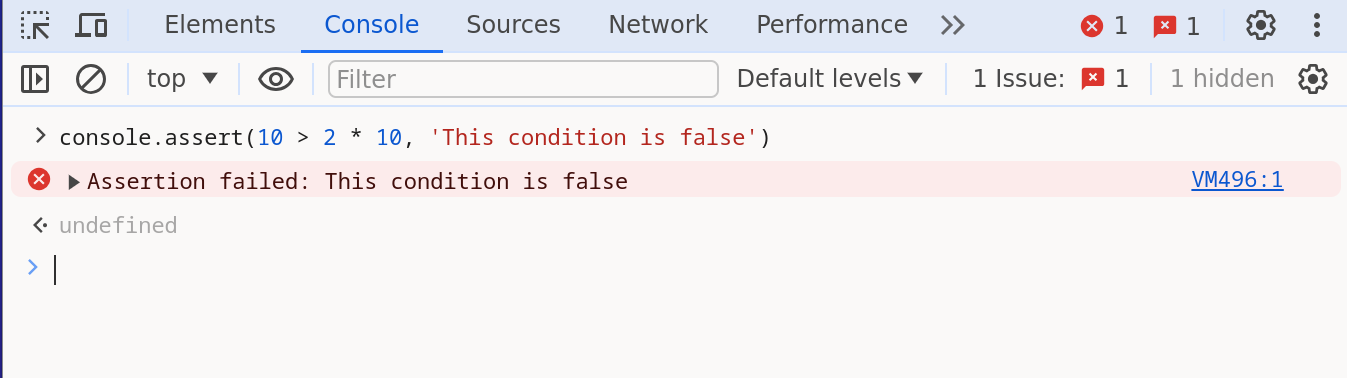 Elements Console Sources Network Performance 1 1
top Filter Default levels 1 Issue: 1 1 hidden
console.assert(10 > 2 * 10, 'This condition is false')
Assertion failed: This condition is false VM496:1
undefined